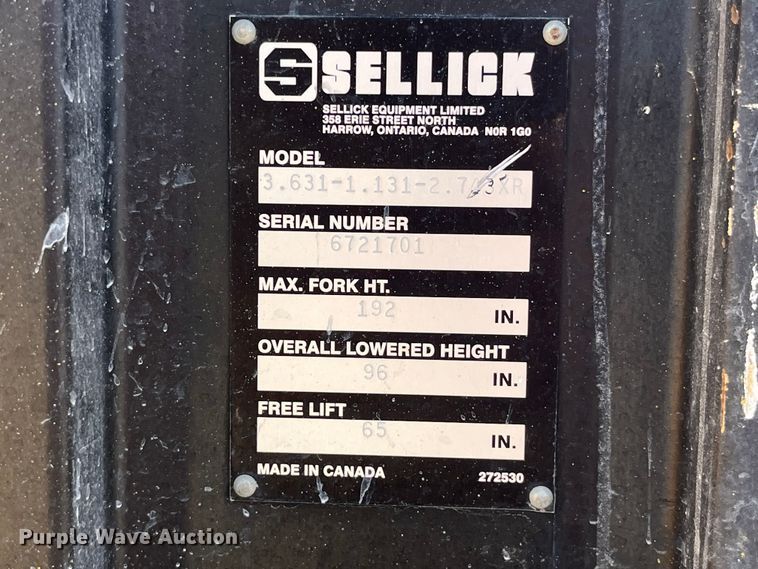 SELLICK
SELLICK EQUIPMENT LIMITED
358 ERIE STREET NORTH
HARROW, ONTARIO, CANADA N0R 1G0
MODEL
SERIAL NUMBER
6721701
MAX. FORK HT.
192 IN.
OVERALL LOWERED HEIGHT
96 IN.
FREE LIFT
65 IN.
MADE IN CANADA 272530
Purple Wave Auction®